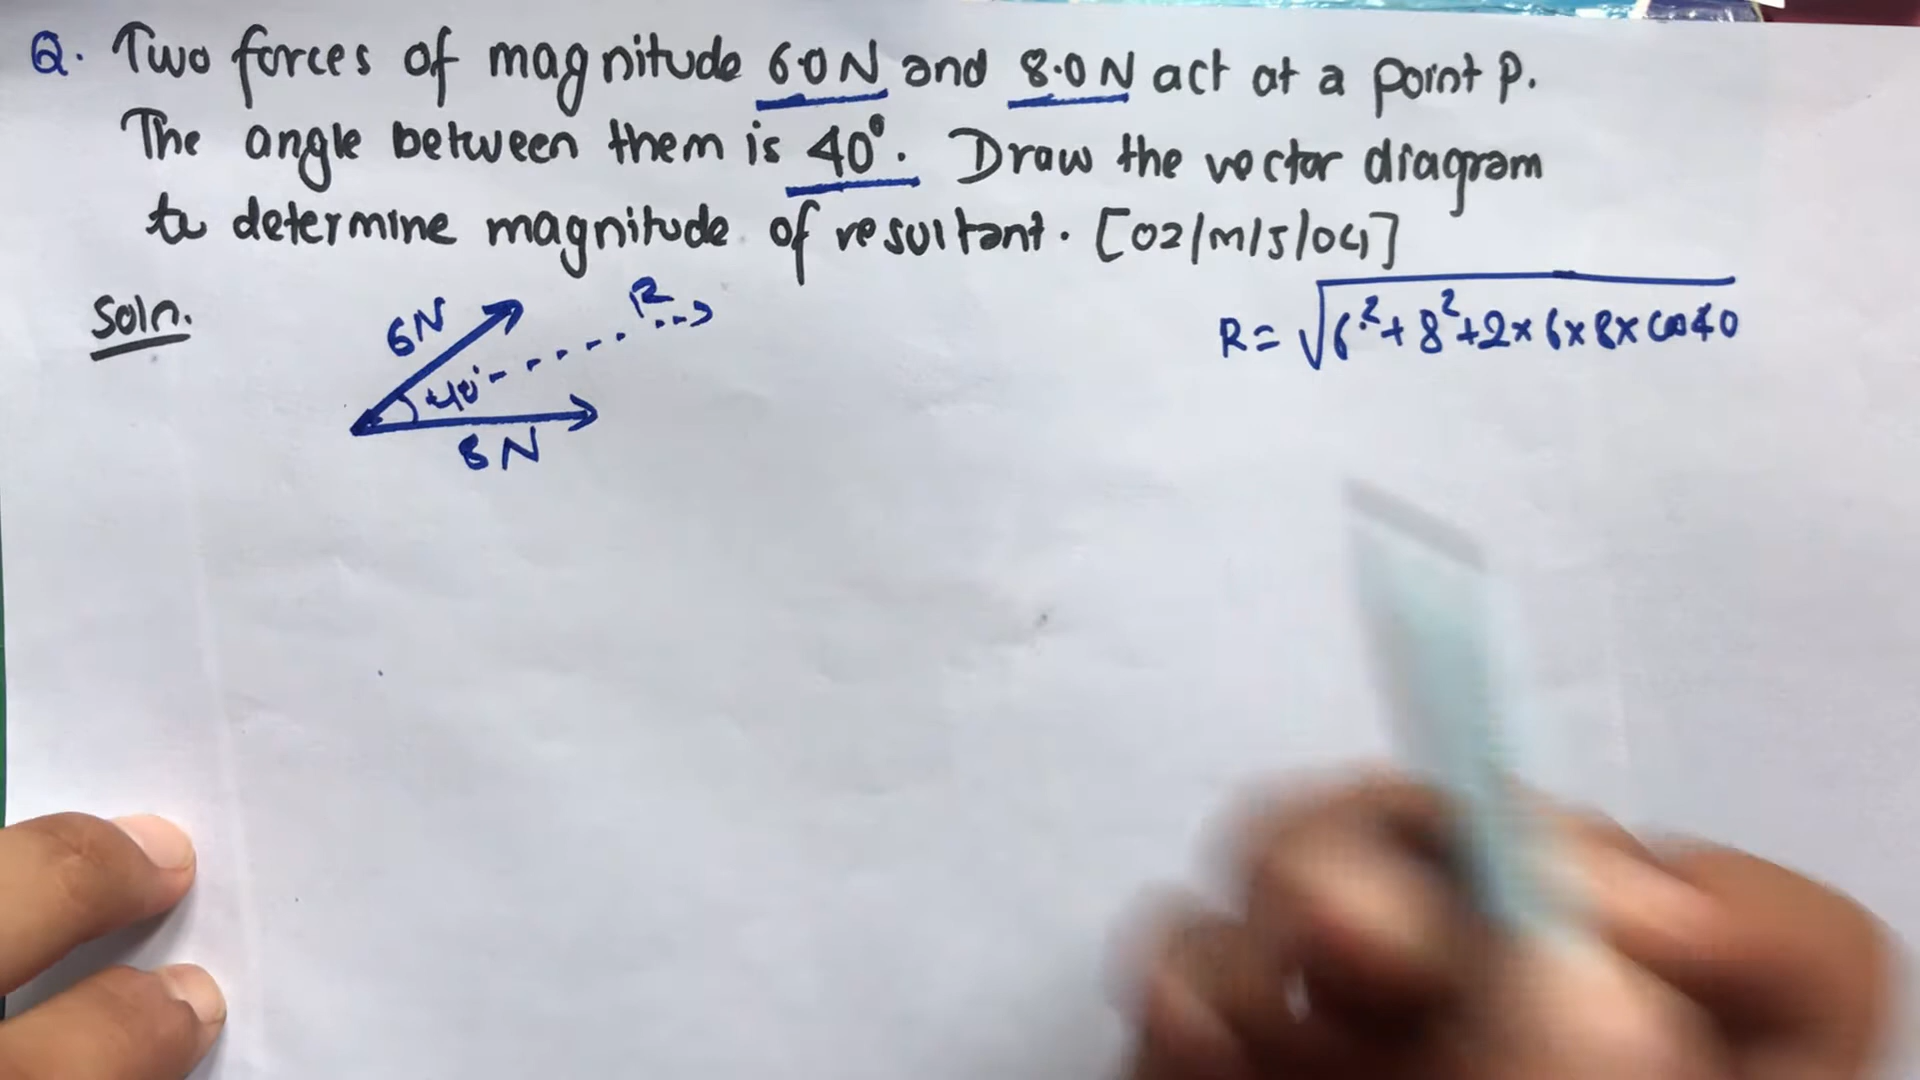 Q. Two forces of magnitude 6.0 N and 8.0 N act at a point P.
The angle between them is 40°. Draw the vector diagram
to determine magnitude of resultant. [02/M/J/04]
Soln.
6N
R
40°
8N
R = √6² + 8² + 2 × 6 × 8 × cos 40